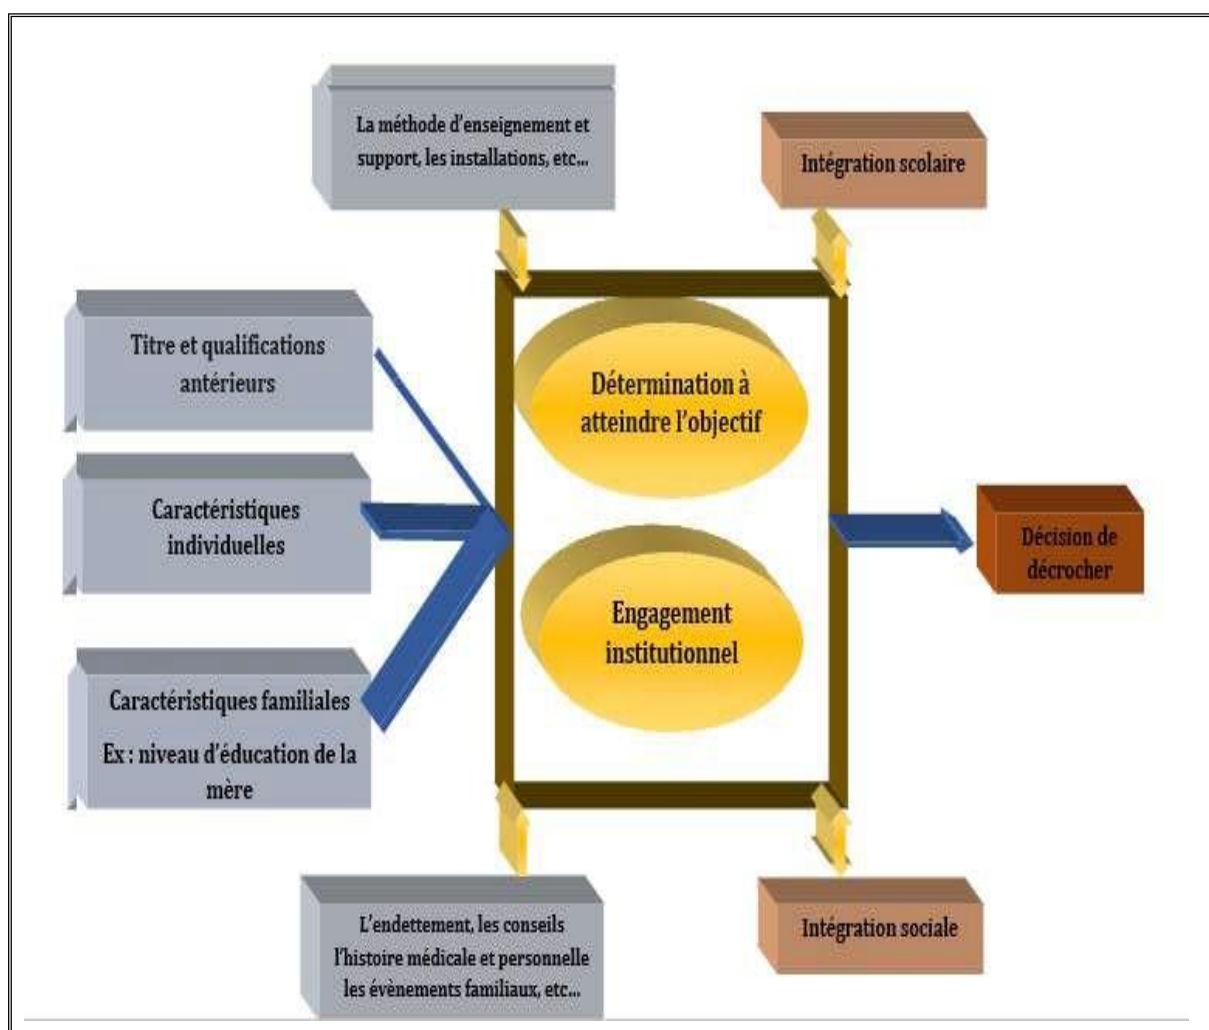 La méthode d'enseignement et
support, les installations, etc...
Intégration scolaire
Titre et qualifications
antérieurs
Détermination à
atteindre l'objectif
Caractéristiques
individuelles
Décision de
décrocher
Engagement
institutionnel
Caractéristiques familiales
Ex : niveau d'éducation de la
mère
L'endettement, les conseils
l'histoire médicale et personnelle
les évènements familiaux, etc...
Intégration sociale